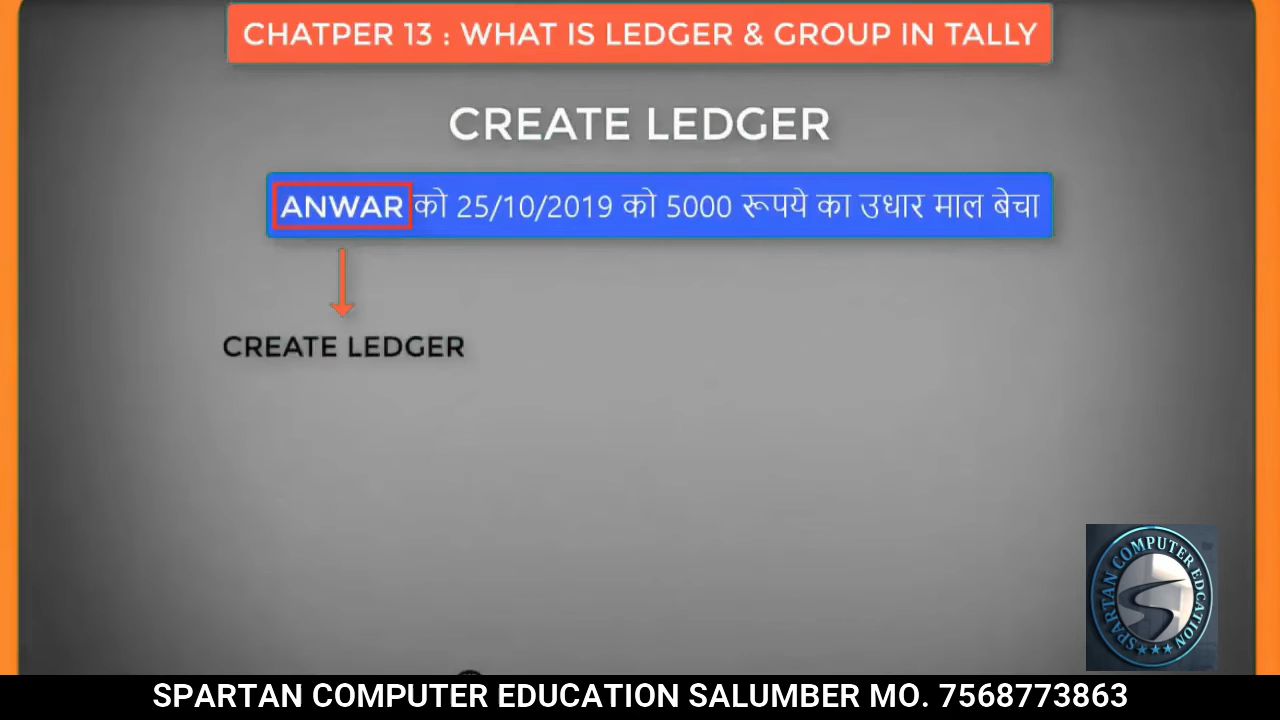 CHATPER 13 : WHAT IS LEDGER & GROUP IN TALLY
CREATE LEDGER
ANWAR को 25/10/2019 को 5000 रूपये का उधार माल बेचा
CREATE LEDGER
SPARTAN COMPUTER EDCATION
SPARTAN COMPUTER EDUCATION SALUMBER MO. 7568773863